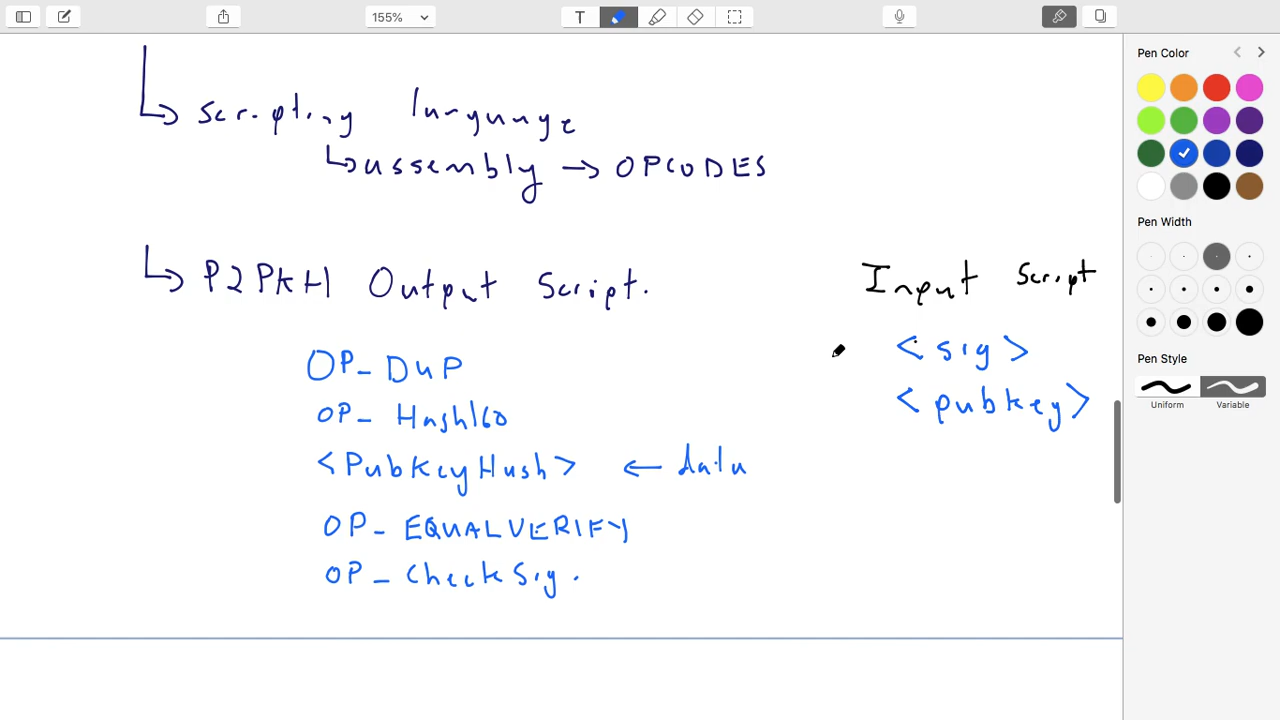 155%
T
Pen Color
scripting language
assembly → OPCODES
Pen Width
P2PKH Output Script.
Input Script
OP_DUP
<sig>
OP_Hash160
<pubkey>
Pen Style
Uniform Variable
<PubKeyHash> ← data
OP_EQUALVERIFY
OP_CheckSig.